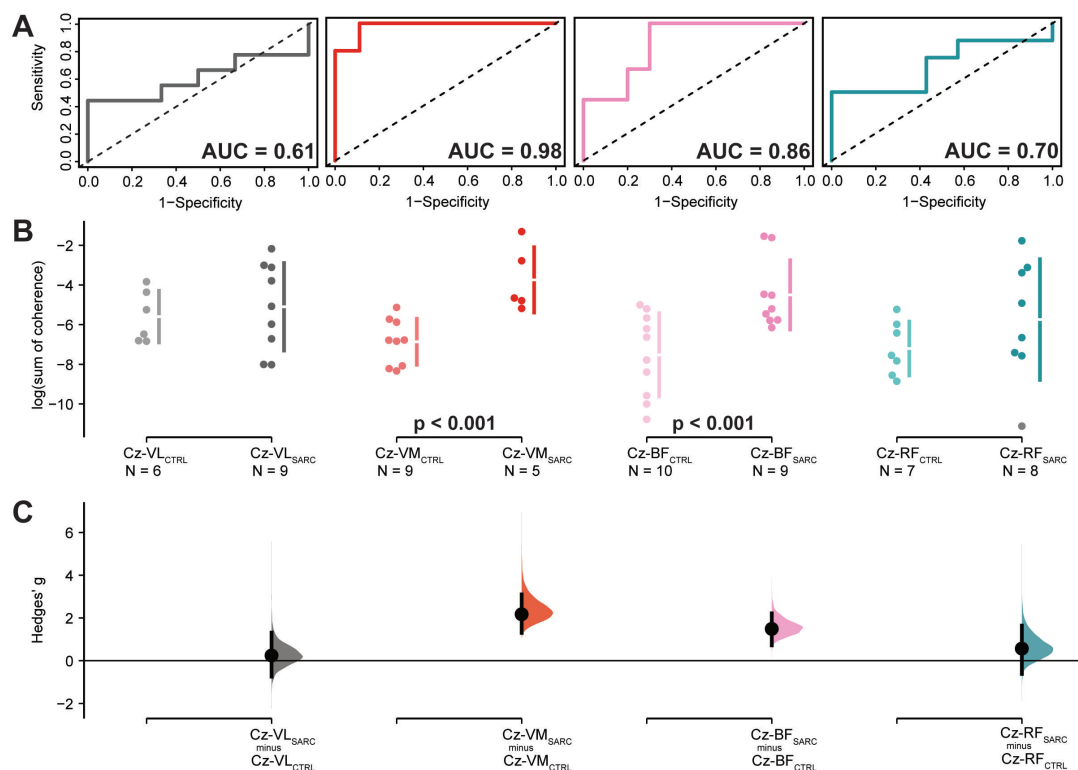 A
Sensitivity
0.0 0.2 0.4 0.6 0.8 1.0
AUC = 0.61
AUC = 0.98
AUC = 0.86
AUC = 0.70
0.0 0.2 0.4 0.6 0.8 1.0
0.0 0.2 0.4 0.6 0.8 1.0
0.0 0.2 0.4 0.6 0.8 1.0
0.0 0.2 0.4 0.6 0.8 1.0
1−Specificity
1−Specificity
1−Specificity
1−Specificity
B
log(sum of coherence)
−2
−4
−6
−8
−10
p < 0.001
p < 0.001
Cz-VLCTRL
N = 6
Cz-VLSARC
N = 9
Cz-VMCTRL
N = 9
Cz-VMSARC
N = 5
Cz-BFCTRL
N = 10
Cz-BFSARC
N = 9
Cz-RFCTRL
N = 7
Cz-RFSARC
N = 8
C
Hedges' g
6
4
2
0
−2
Cz-VLSARC
minus
Cz-VLCTRL
Cz-VMSARC
minus
Cz-VMCTRL
Cz-BFSARC
minus
Cz-BFCTRL
Cz-RFSARC
minus
Cz-RFCTRL